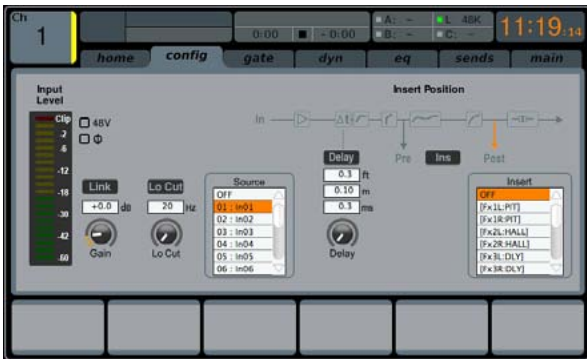 Ch
1
0:00 - 0:00
A: -
B: -
L 48K
C: -
11:19:14
home config gate dyn eq sends main
Input
Level
Clip
-2
-6
-12
-18
-30
-42
-60
48V
Φ
Link
+0.0 dB
Gain
Lo Cut
20 Hz
Lo Cut
Source
OFF
01 : In01
02 : In02
03 : In03
04 : In04
05 : In05
06 : In06
Insert Position
In
Δt
Delay
0.3 ft
0.10 m
0.3 ms
Delay
Pre Ins Post
Insert
OFF
[Fx1L:PIT]
[Fx1R:PIT]
[Fx2L:HALL]
[Fx2R:HALL]
[Fx3L:DLY]
[Fx3R:DLY]